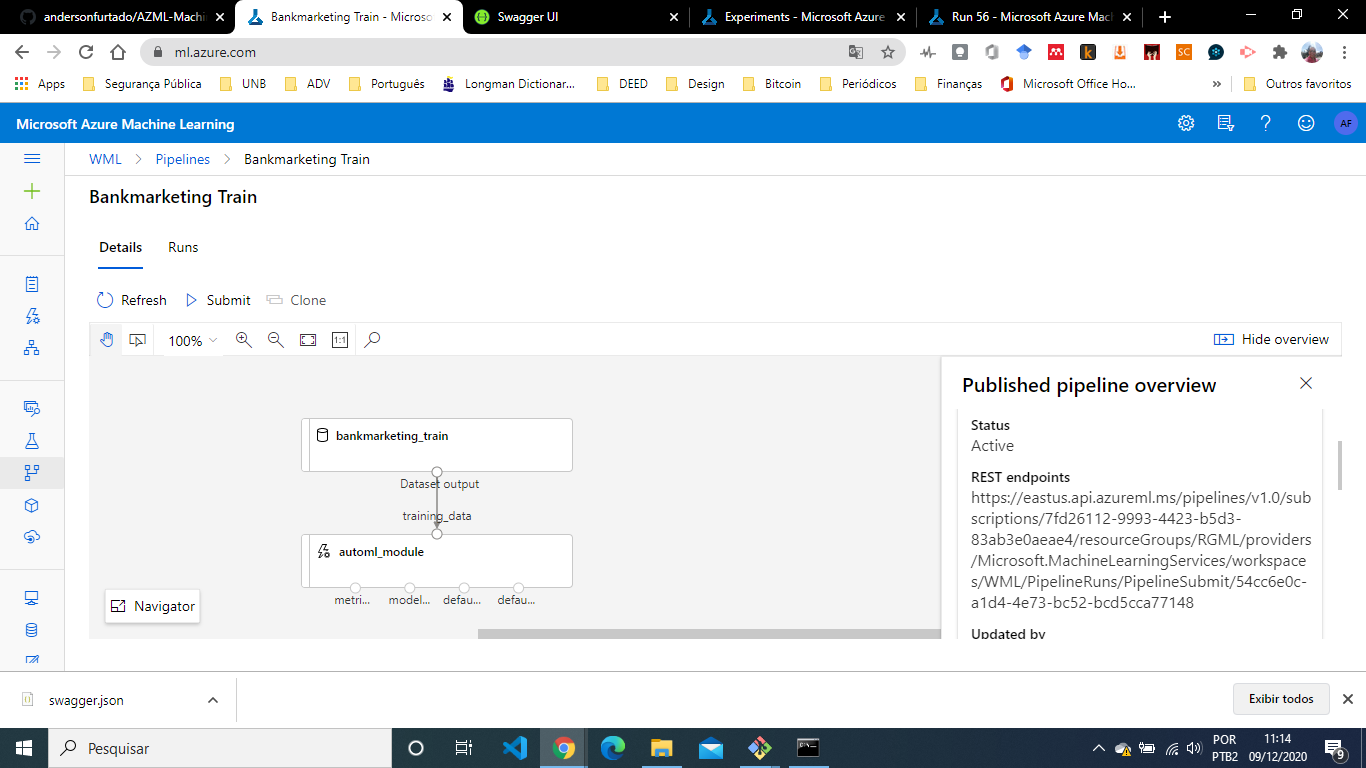 andersonfurtado/AZML-Machi
Bankmarketing Train - Microso
Swagger UI
Experiments - Microsoft Azure
Run 56 - Microsoft Azure Mac
ml.azure.com
Apps
Segurança Pública
UNB
ADV
Português
Longman Dictionar...
DEED
Design
Bitcoin
Periódicos
Finanças
Microsoft Office Ho...
»
Outros favoritos
Microsoft Azure Machine Learning
AF
WML > Pipelines > Bankmarketing Train
Bankmarketing Train
Details Runs
Refresh Submit Clone
100%
1:1
Hide overview
bankmarketing_train
Dataset output
training_data
automl_module
metri... model... defau... defau...
Navigator
Published pipeline overview
Status
Active
REST endpoints
https://eastus.api.azureml.ms/pipelines/v1.0/sub
scriptions/7fd26112-9993-4423-b5d3-
83ab3e0aeae4/resourceGroups/RGML/providers
/Microsoft.MachineLearningServices/workspace
s/WML/PipelineRuns/PipelineSubmit/54cc6e0c-
a1d4-4e73-bc52-bcd5cca77148
Updated by
swagger.json
Exibir todos
Pesquisar
POR
PTB2
11:14
09/12/2020
9